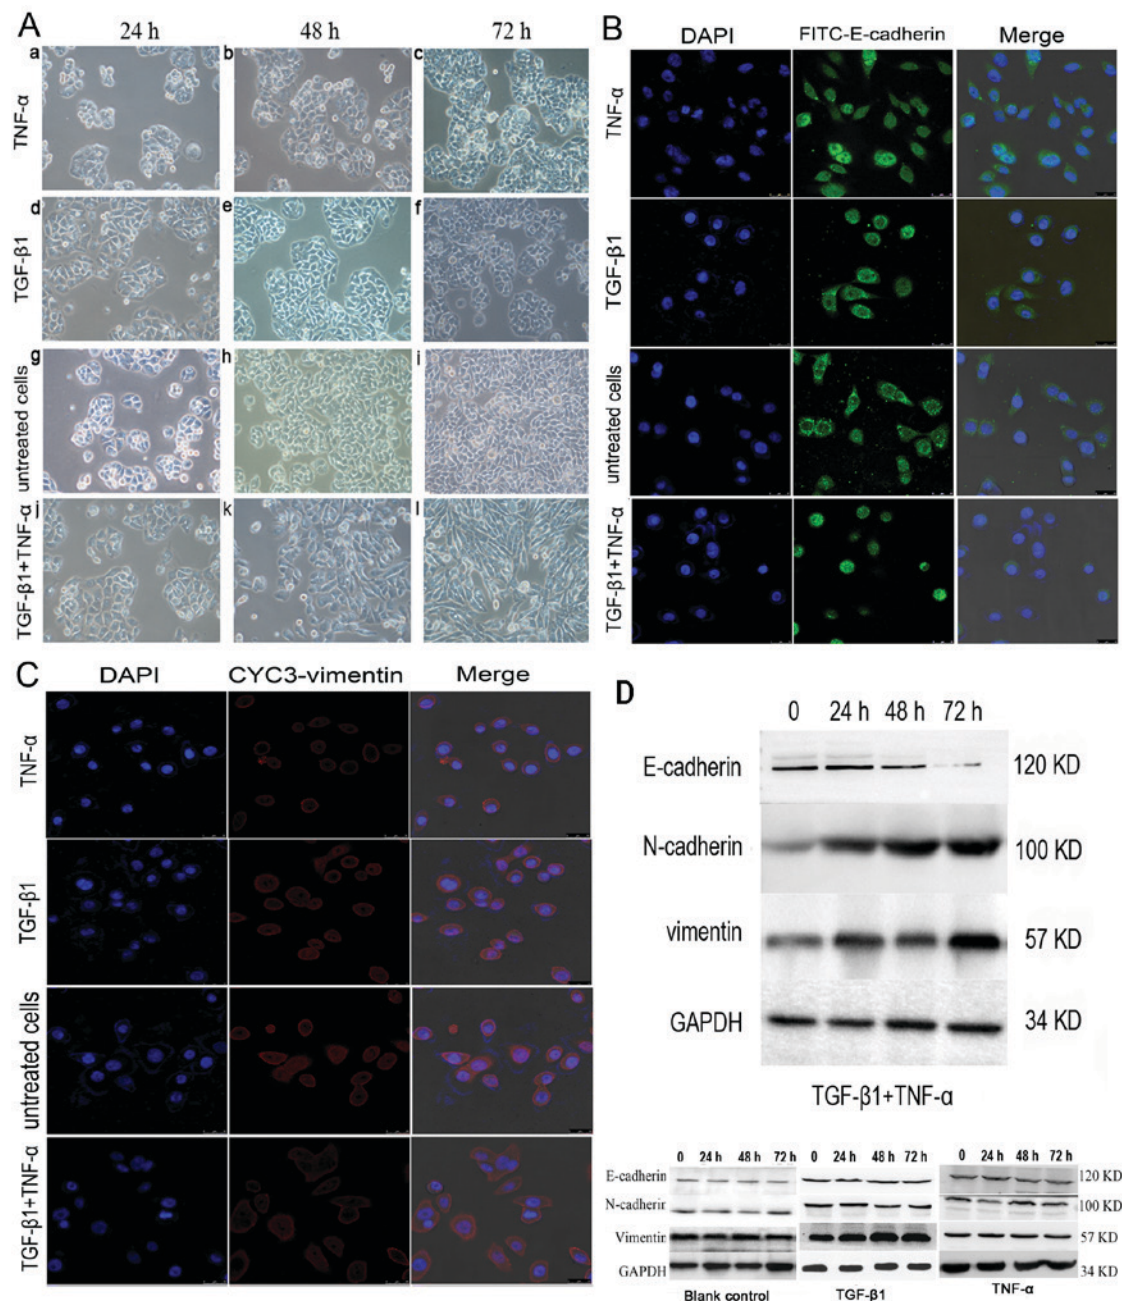 A
24 h 48 h 72 h
a b c
TNF-α
d e f
TGF-β1
g h i
untreated cells
j k l
TGF-β1+TNF-α
B
DAPI FITC-E-cadherin Merge
TNF-α
TGF-β1
untreated cells
TGF-β1+TNF-α
C
DAPI CYC3-vimentin Merge
TNF-α
TGF-β1
untreated cells
TGF-β1+TNF-α
D
0 24 h 48 h 72 h
E-cadherin 120 KD
N-cadherin 100 KD
vimentin 57 KD
GAPDH 34 KD
TGF-β1+TNF-α
0 24 h 48 h 72 h 0 24 h 48 h 72 h 0 24 h 48 h 72 h
E-cadherin 120 KD
N-cadherin 100 KD
Vimentin 57 KD
GAPDH 34 KD
Blank control TGF-β1 TNF-α